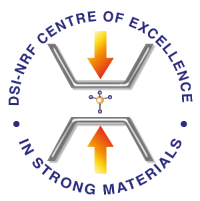 DSI-NRF CENTRE OF EXCELLENCE
• IN STRONG MATERIALS •